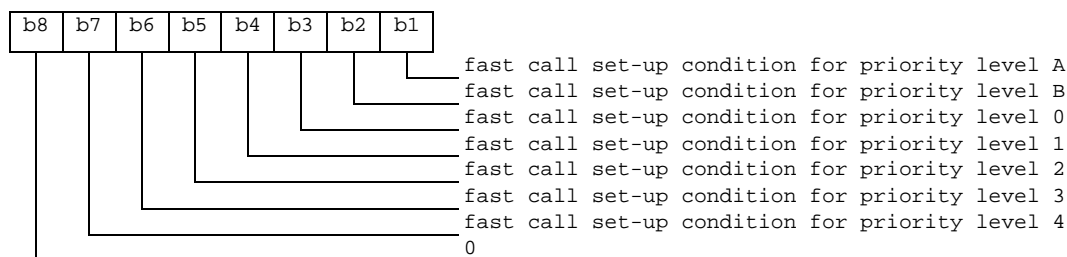 b8 b7 b6 b5 b4 b3 b2 b1
fast call set-up condition for priority level A
fast call set-up condition for priority level B
fast call set-up condition for priority level 0
fast call set-up condition for priority level 1
fast call set-up condition for priority level 2
fast call set-up condition for priority level 3
fast call set-up condition for priority level 4
0